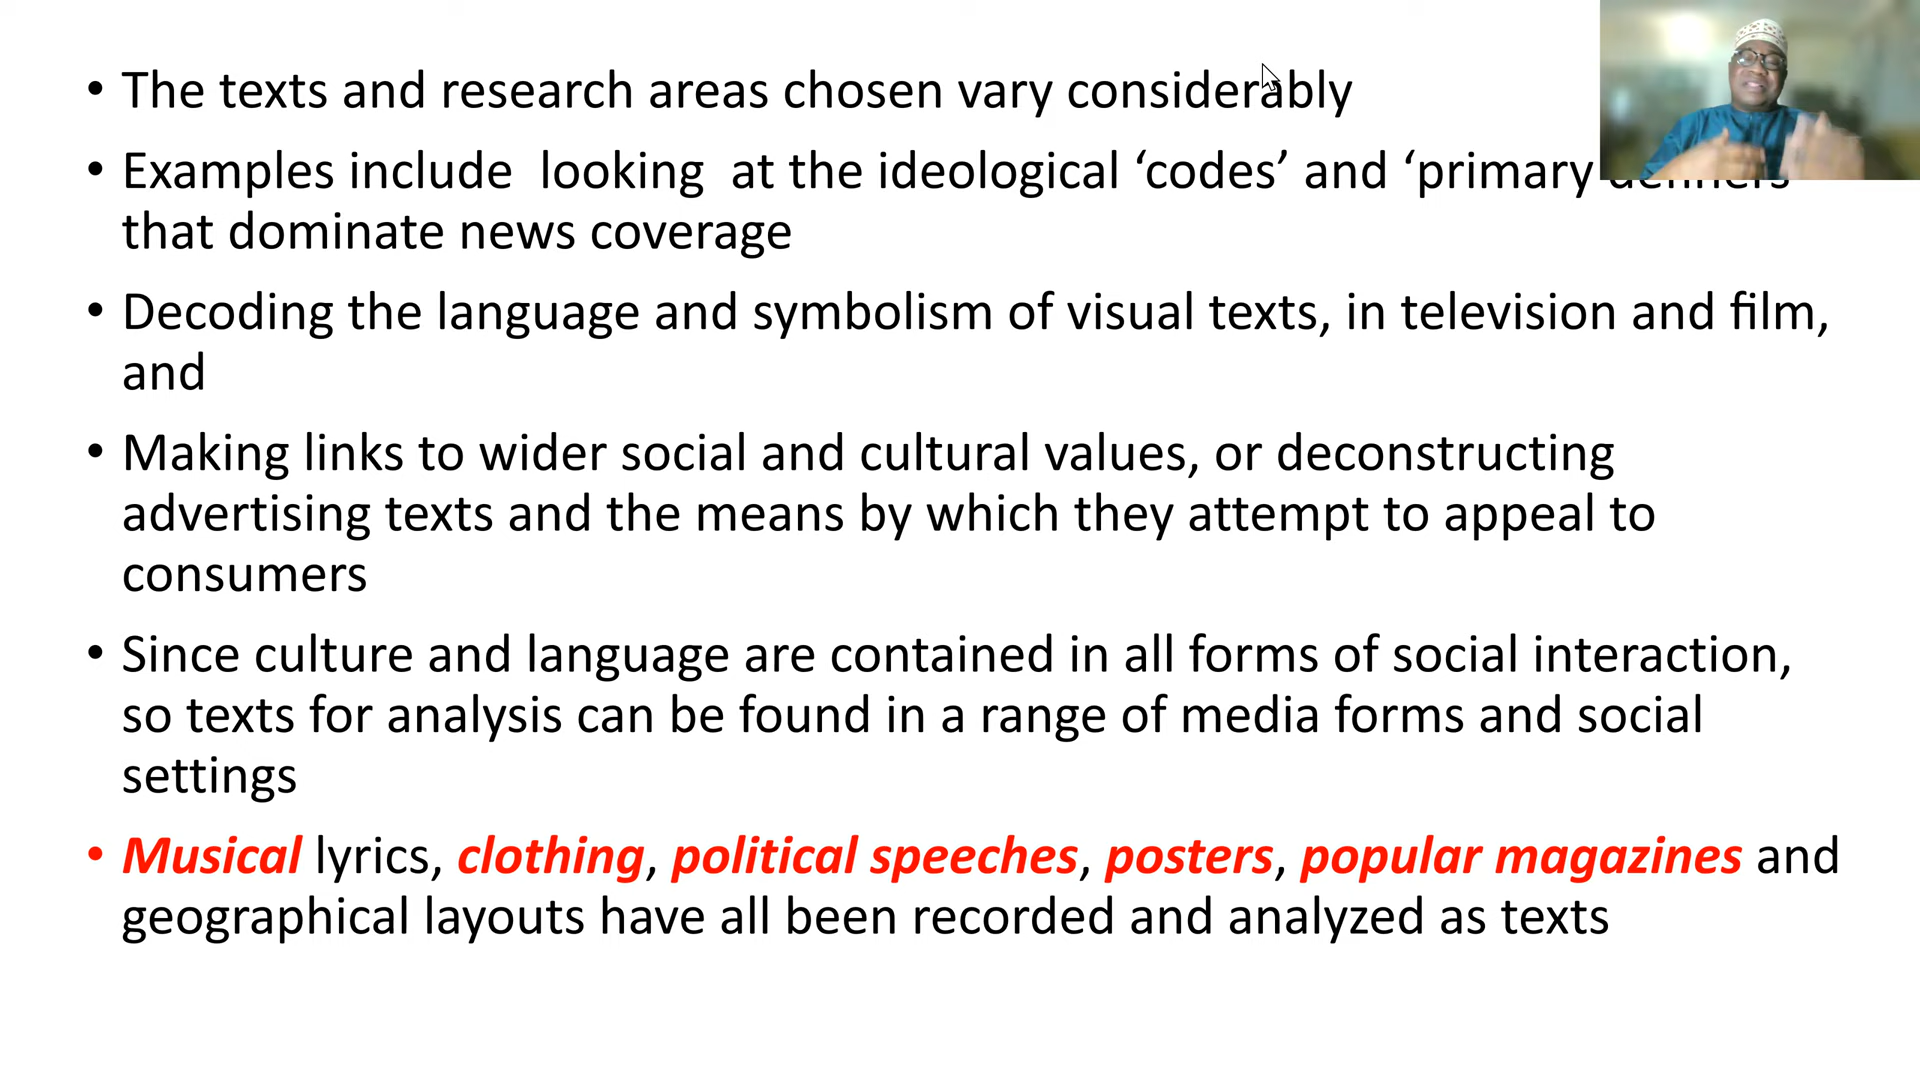 • The texts and research areas chosen vary considerably
• Examples include looking at the ideological ‘codes’ and ‘primary
that dominate news coverage
• Decoding the language and symbolism of visual texts, in television and film,
and
• Making links to wider social and cultural values, or deconstructing
advertising texts and the means by which they attempt to appeal to
consumers
• Since culture and language are contained in all forms of social interaction,
so texts for analysis can be found in a range of media forms and social
settings
• Musical lyrics, clothing, political speeches, posters, popular magazines and
geographical layouts have all been recorded and analyzed as texts